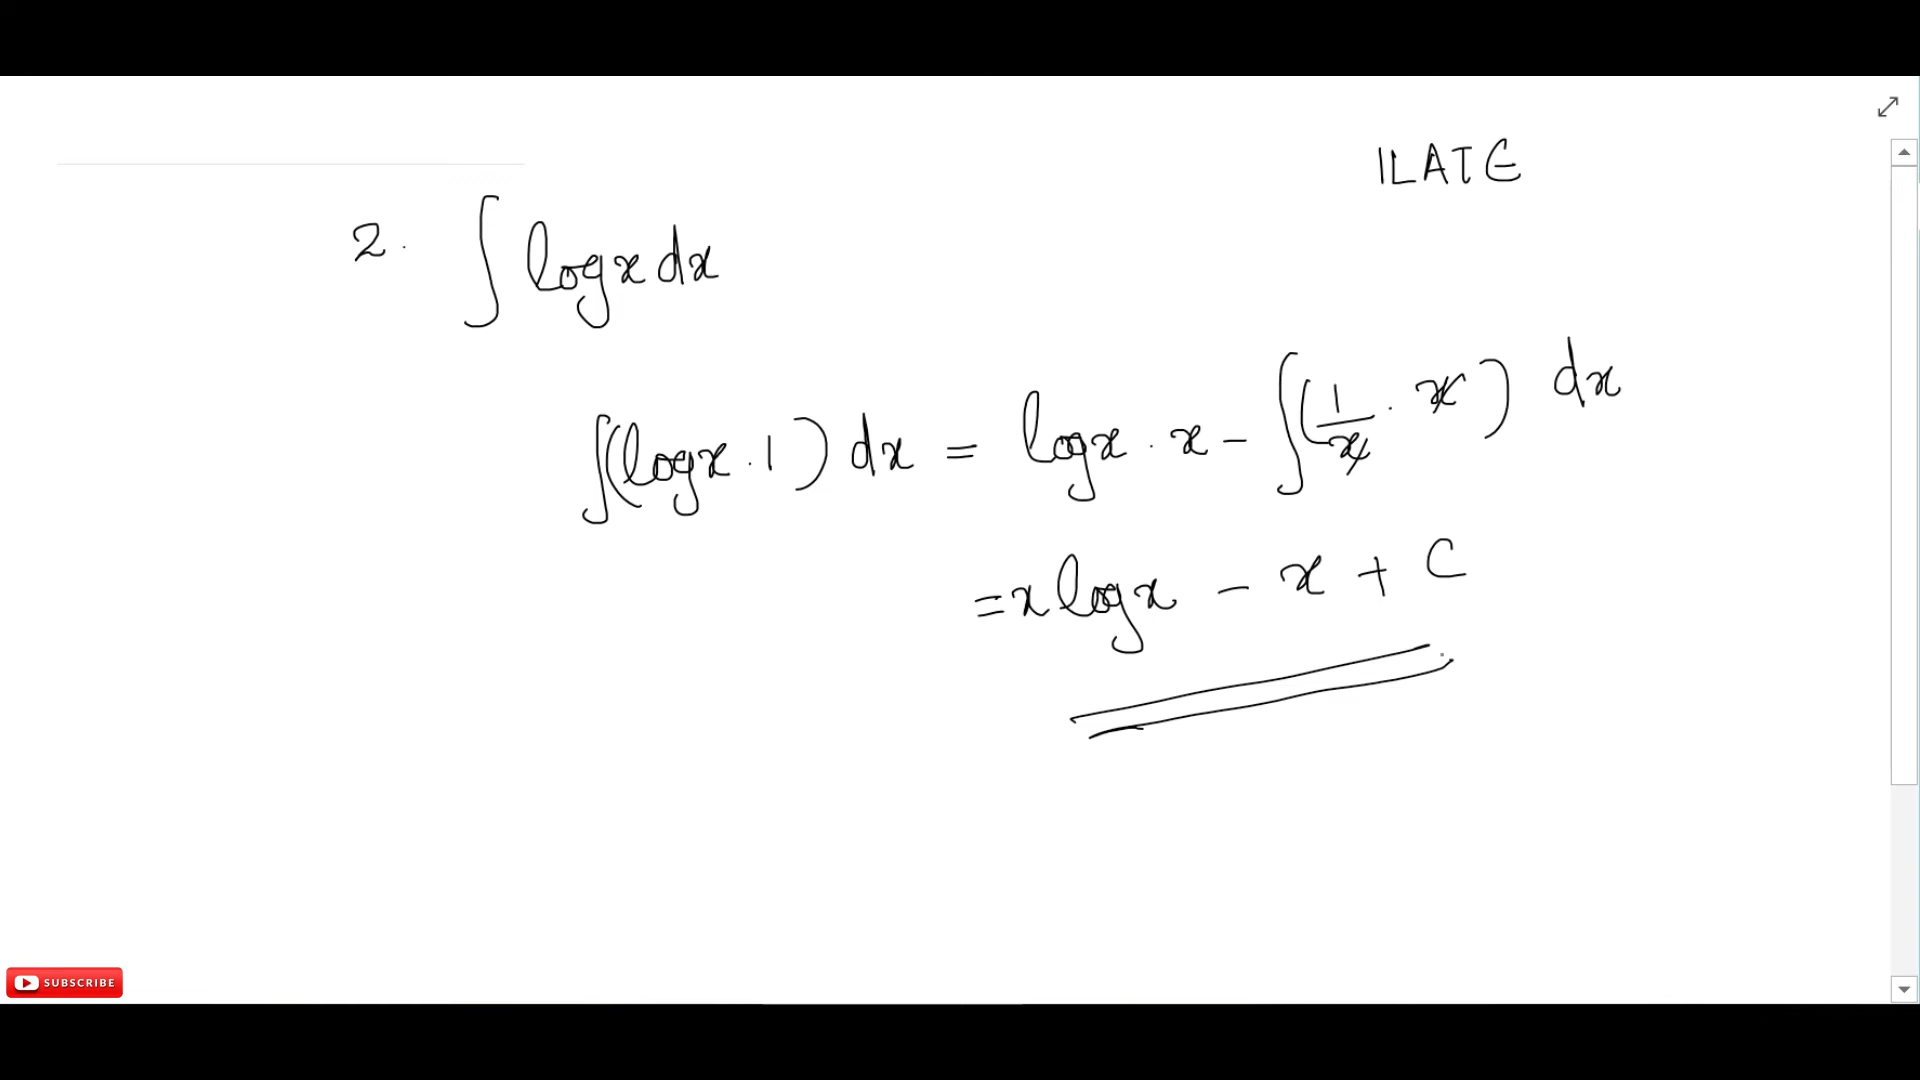 ILATE
2. ∫ log x dx
∫(log x . 1) dx = log x . x - ∫(1/x . x) dx
= x log x - x + C
SUBSCRIBE